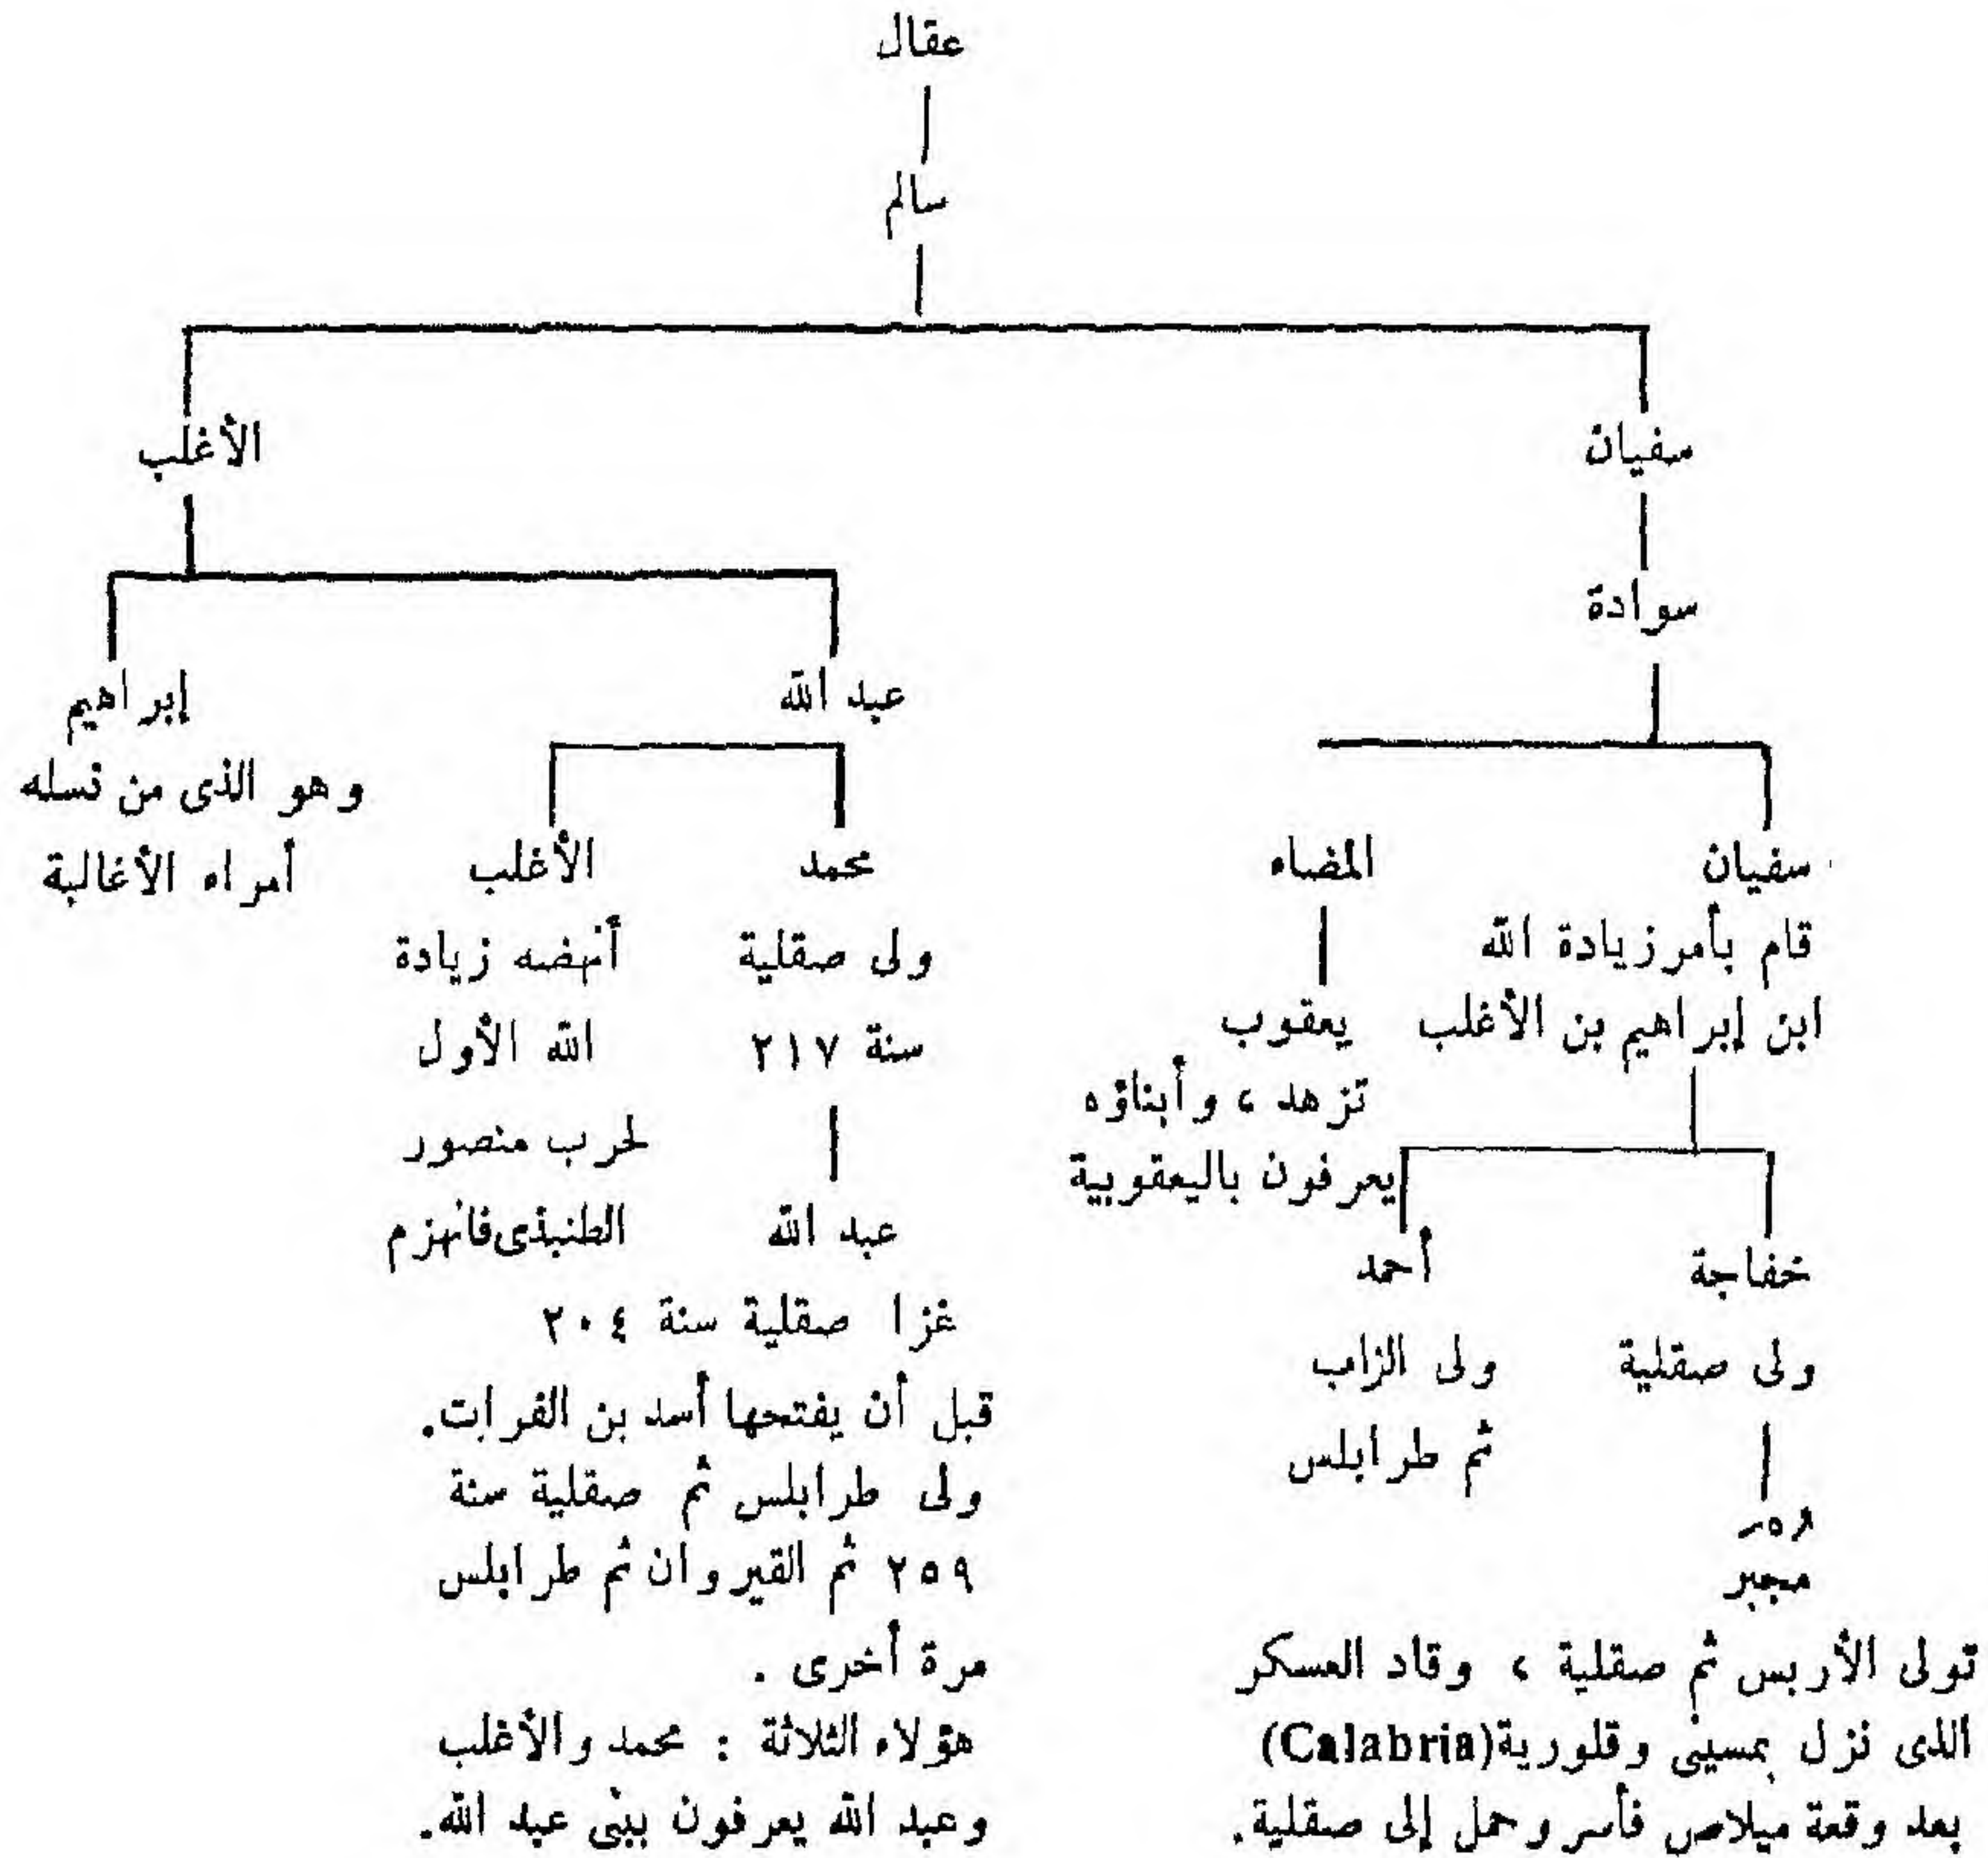 عقال
سالم
سفيان
الأغلب
سوادة
عبد الله
إبراهيم
وهو الذى من نسله
أمراء الأغالبة
سفيان
قام بأمر زيادة الله
ابن إبراهيم بن الأغلب
المضاء
يعقوب
تزهد ، وأبناؤه
يعرفون باليعقوبية
خفاجة
ولى صقلية
أحمد
ولى الزاب
ثم طرابلس
مجبر
تولى الأربس ثم صقلية ، وقاد العسكر
الذى نزل بمسينى وقلورية (Calabria)
بعد وقعة ميلاص فأسر وحمل إلى صقلية.
محمد
ولى صقلية
سنة ٢١٧
عبد الله
غزا صقلية سنة ٢٠٤
قبل أن يفتحها أسد بن الفرات.
ولى طرابلس ثم صقلية سنة
٢٥٩ ثم القيروان ثم طرابلس
مرة أخرى .
هؤلاء الثلاثة : محمد والأغلب
وعبد الله يعرفون ببنى عبد الله.
الأغلب
أنهضه زيادة
الله الأول
لحرب منصور
الطنبذى فانهزم